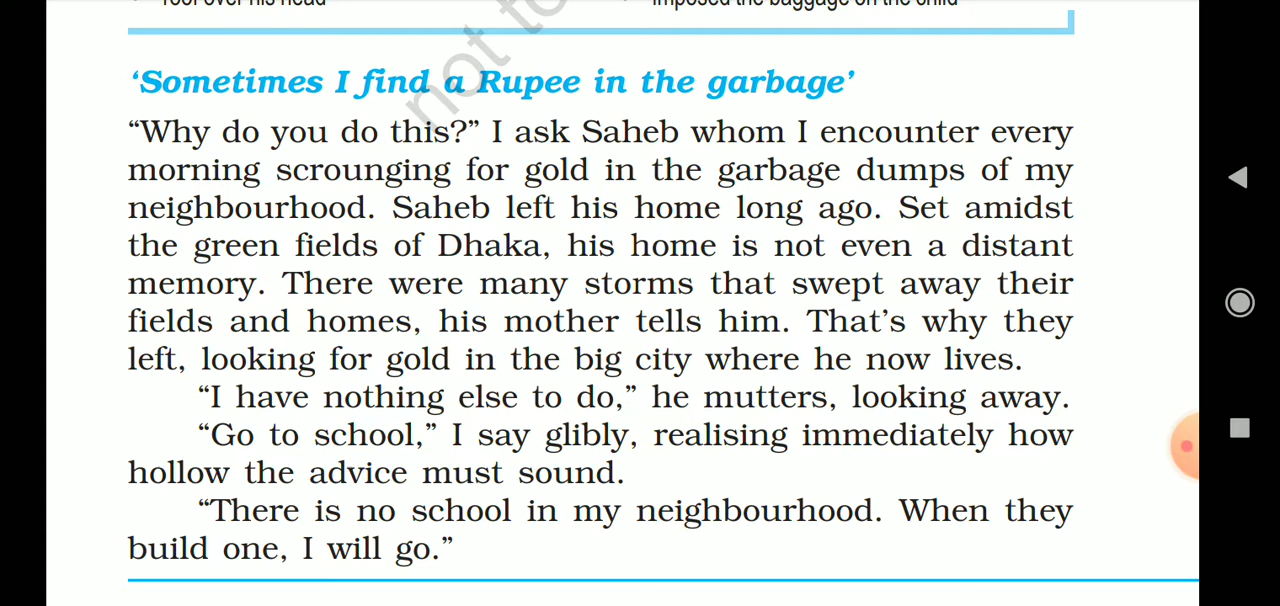 roof over his head imposed the baggage on the child
not to
‘Sometimes I find a Rupee in the garbage’
“Why do you do this?” I ask Saheb whom I encounter every
morning scrounging for gold in the garbage dumps of my
neighbourhood. Saheb left his home long ago. Set amidst
the green fields of Dhaka, his home is not even a distant
memory. There were many storms that swept away their
fields and homes, his mother tells him. That’s why they
left, looking for gold in the big city where he now lives.
“I have nothing else to do,” he mutters, looking away.
“Go to school,” I say glibly, realising immediately how
hollow the advice must sound.
“There is no school in my neighbourhood. When they
build one, I will go.”